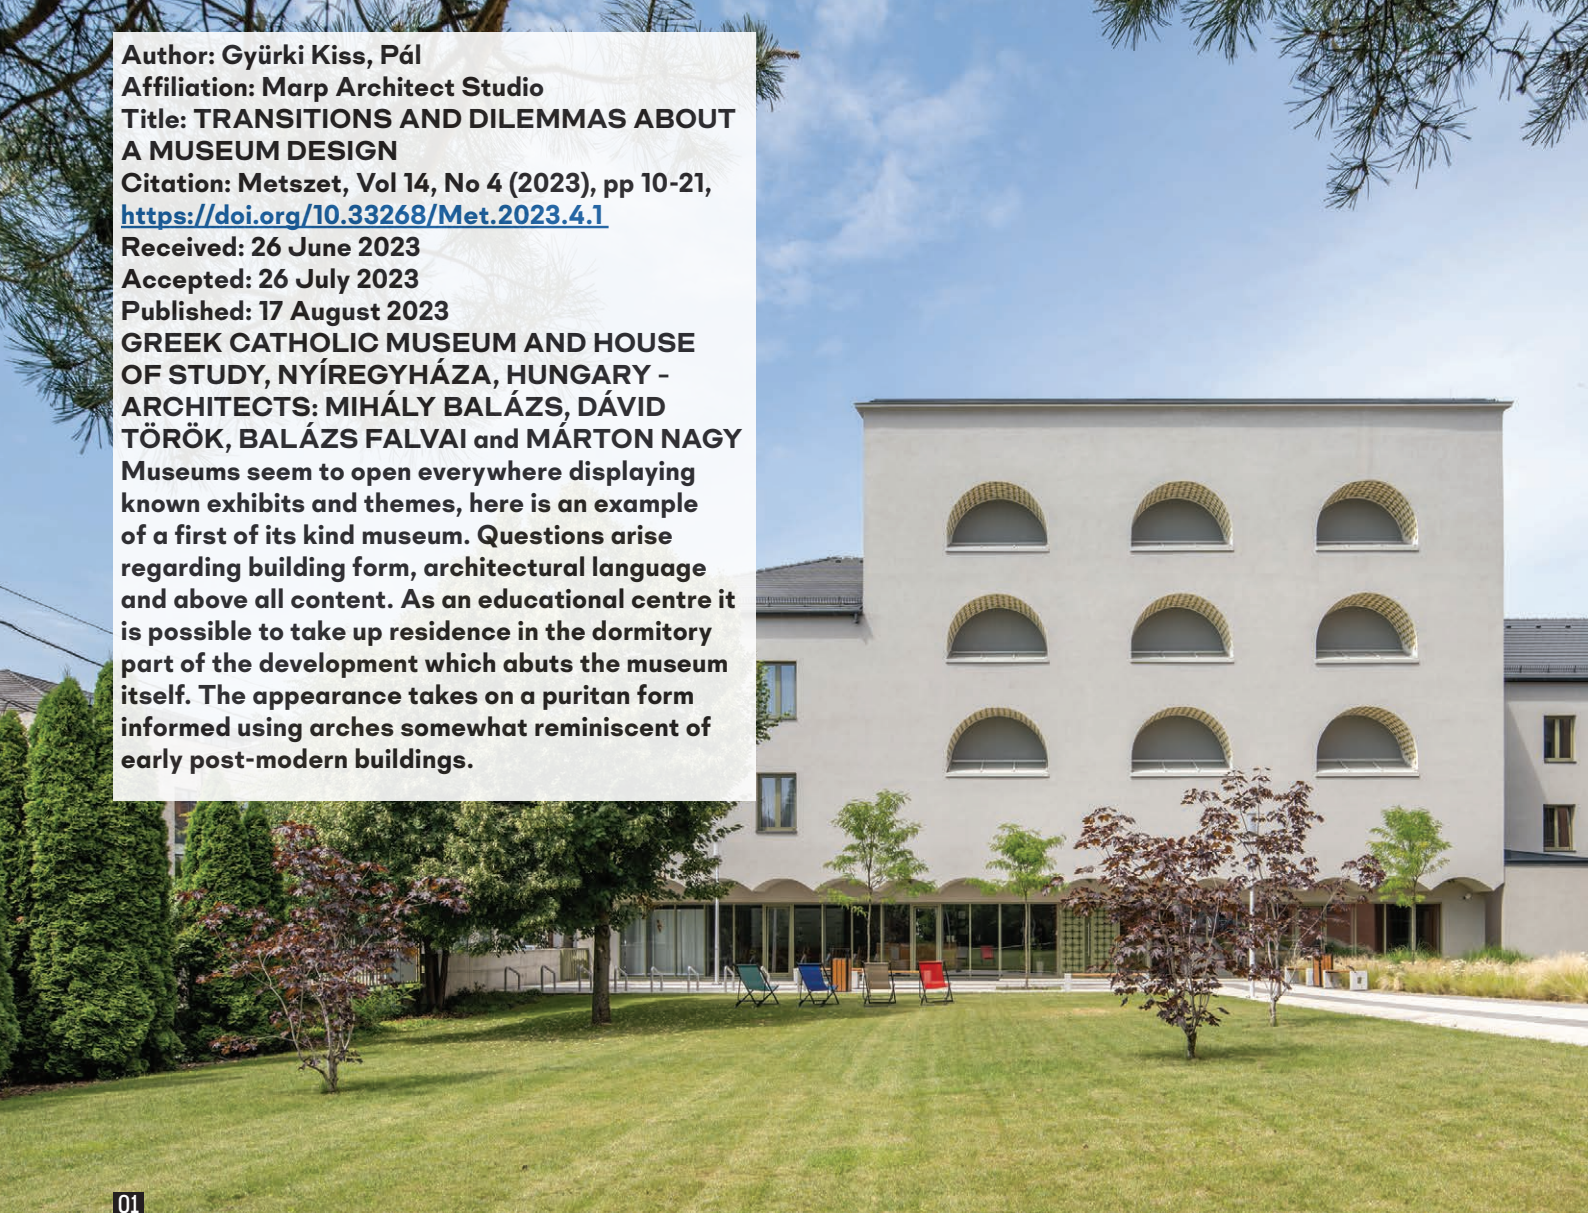 Author: Gyürki Kiss, Pál
Affiliation: Marp Architect Studio
Title: TRANSITIONS AND DILEMMAS ABOUT
A MUSEUM DESIGN
Citation: Metszet, Vol 14, No 4 (2023), pp 10-21,
https://doi.org/10.33268/Met.2023.4.1
Received: 26 June 2023
Accepted: 26 July 2023
Published: 17 August 2023
GREEK CATHOLIC MUSEUM AND HOUSE
OF STUDY, NYÍREGYHÁZA, HUNGARY –
ARCHITECTS: MIHÁLY BALÁZS, DÁVID
TÖRÖK, BALÁZS FALVAI and MÁRTON NAGY
Museums seem to open everywhere displaying
known exhibits and themes, here is an example
of a first of its kind museum. Questions arise
regarding building form, architectural language
and above all content. As an educational centre it
is possible to take up residence in the dormitory
part of the development which abuts the museum
itself. The appearance takes on a puritan form
informed using arches somewhat reminiscent of
early post-modern buildings.
01